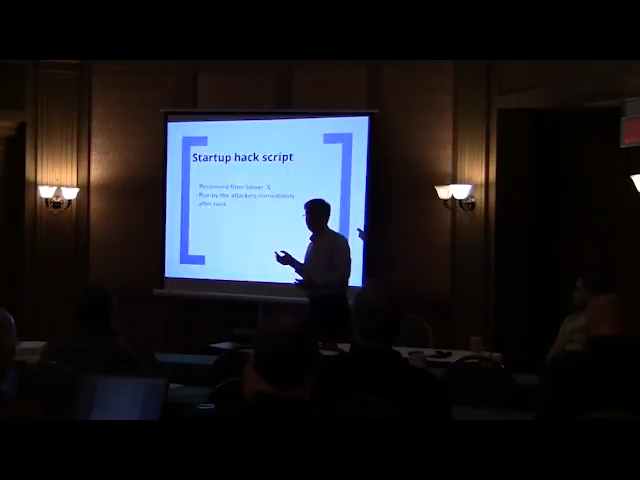 Startup hack script
Recovered from server 'E
Run by the attackers immediately
after hack